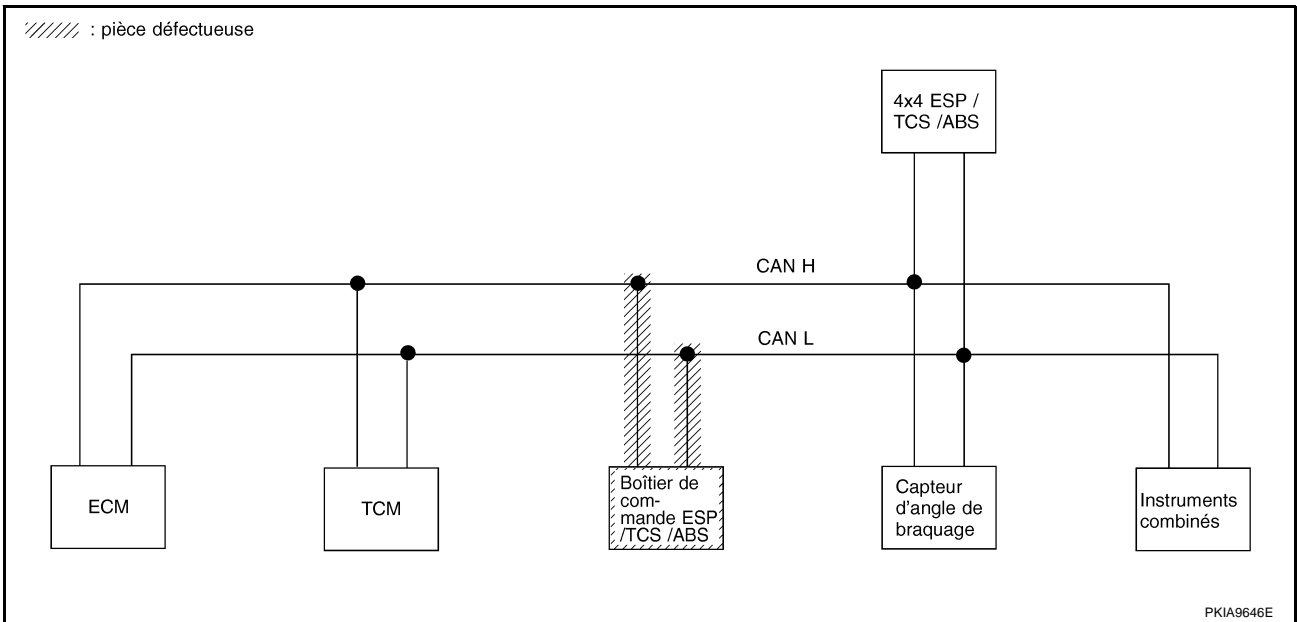 : pièce défectueuse
4x4 ESP /
TCS /ABS
CAN H
CAN L
ECM
TCM
Boîtier de
com-
mande ESP
/TCS /ABS
Capteur
d'angle de
braquage
Instruments
combinés
PKIA9646E